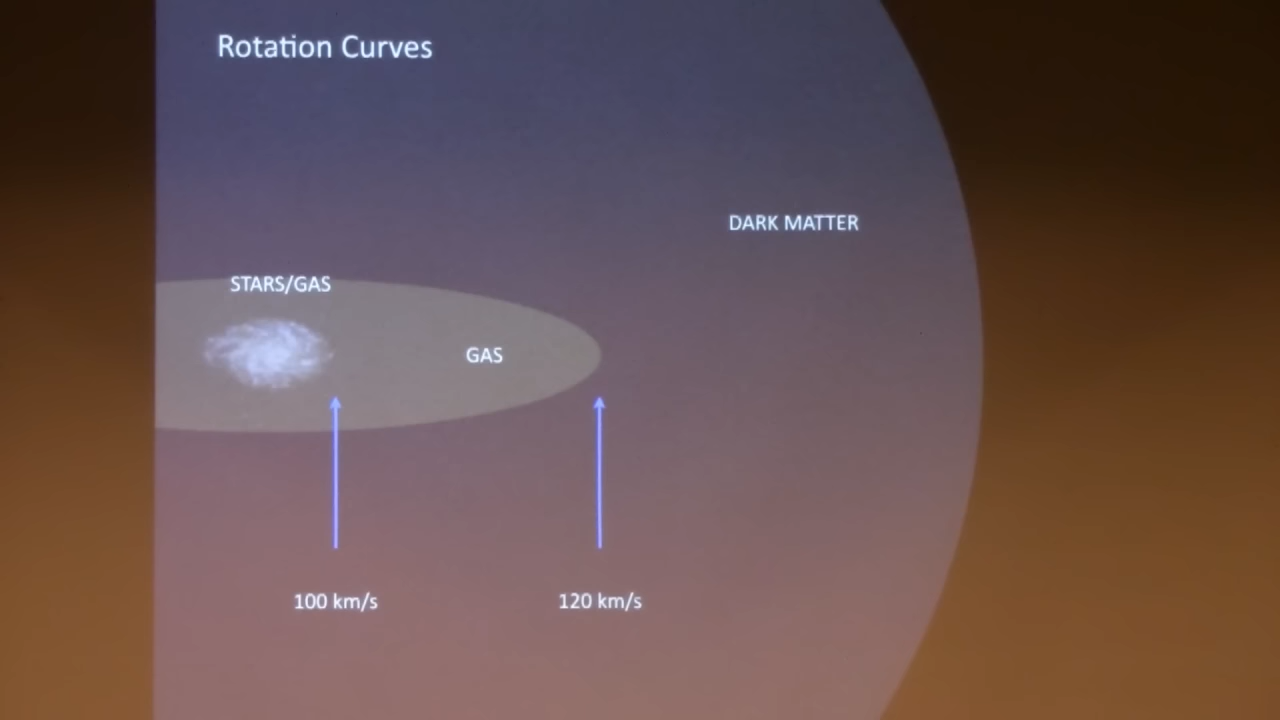 Rotation Curves
DARK MATTER
STARS/GAS
GAS
100 km/s
120 km/s